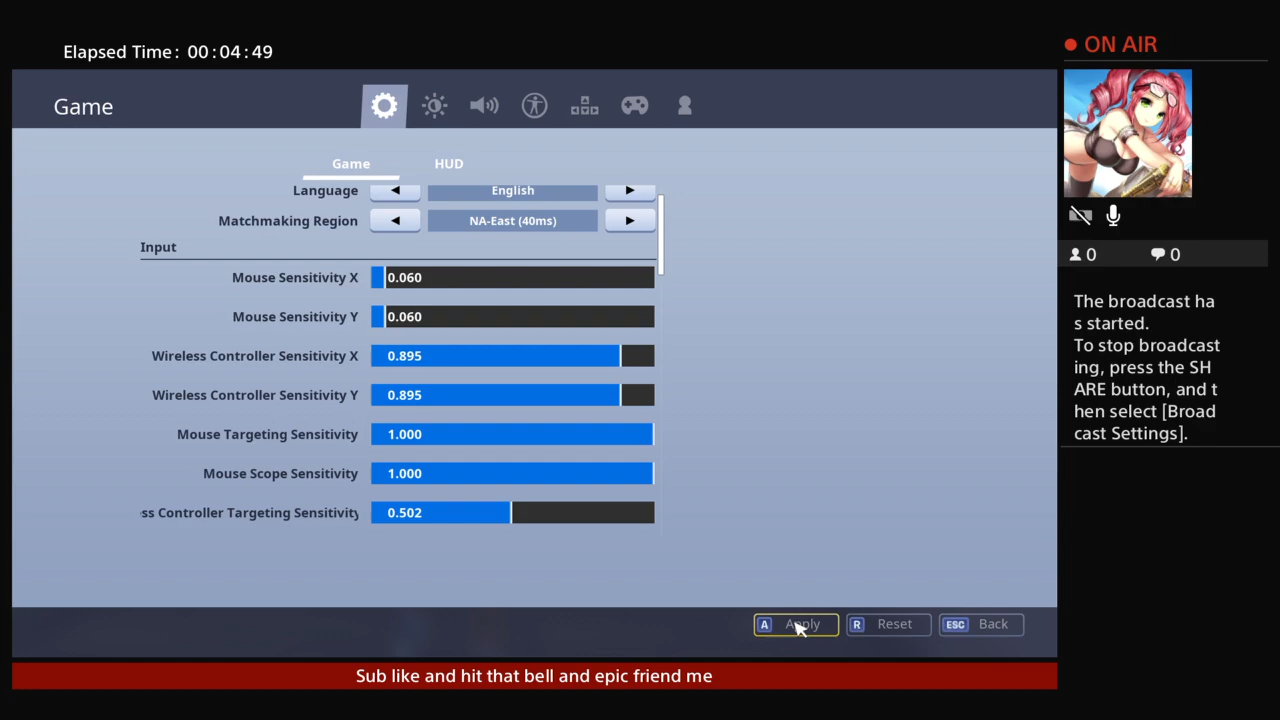 Elapsed Time: 00:04:49
ON AIR
Game
Game HUD
Language English
Matchmaking Region NA-East (40ms)
Input
Mouse Sensitivity X 0.060
Mouse Sensitivity Y 0.060
Wireless Controller Sensitivity X 0.895
Wireless Controller Sensitivity Y 0.895
Mouse Targeting Sensitivity 1.000
Mouse Scope Sensitivity 1.000
ss Controller Targeting Sensitivity 0.502
A Apply R Reset ESC Back
Sub like and hit that bell and epic friend me
0 0
The broadcast ha
s started.
To stop broadcast
ing, press the SH
ARE button, and t
hen select [Broad
cast Settings].